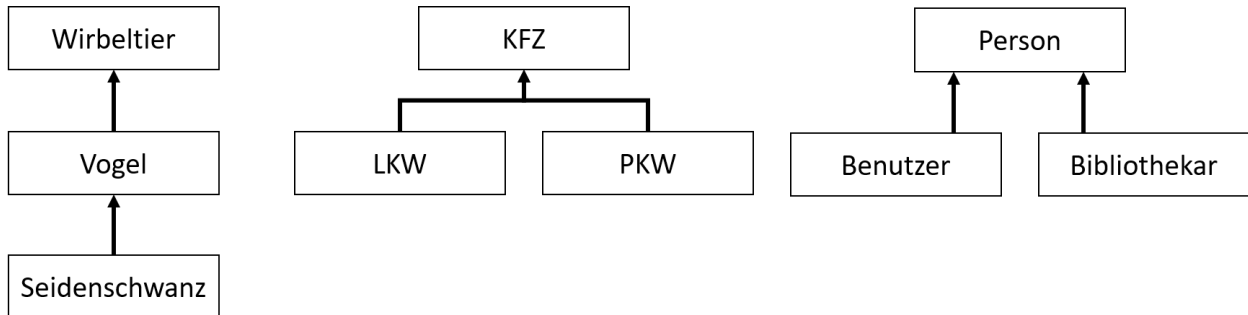 Wirbeltier
Vogel
Seidenschwanz
KFZ
LKW
PKW
Person
Benutzer
Bibliothekar